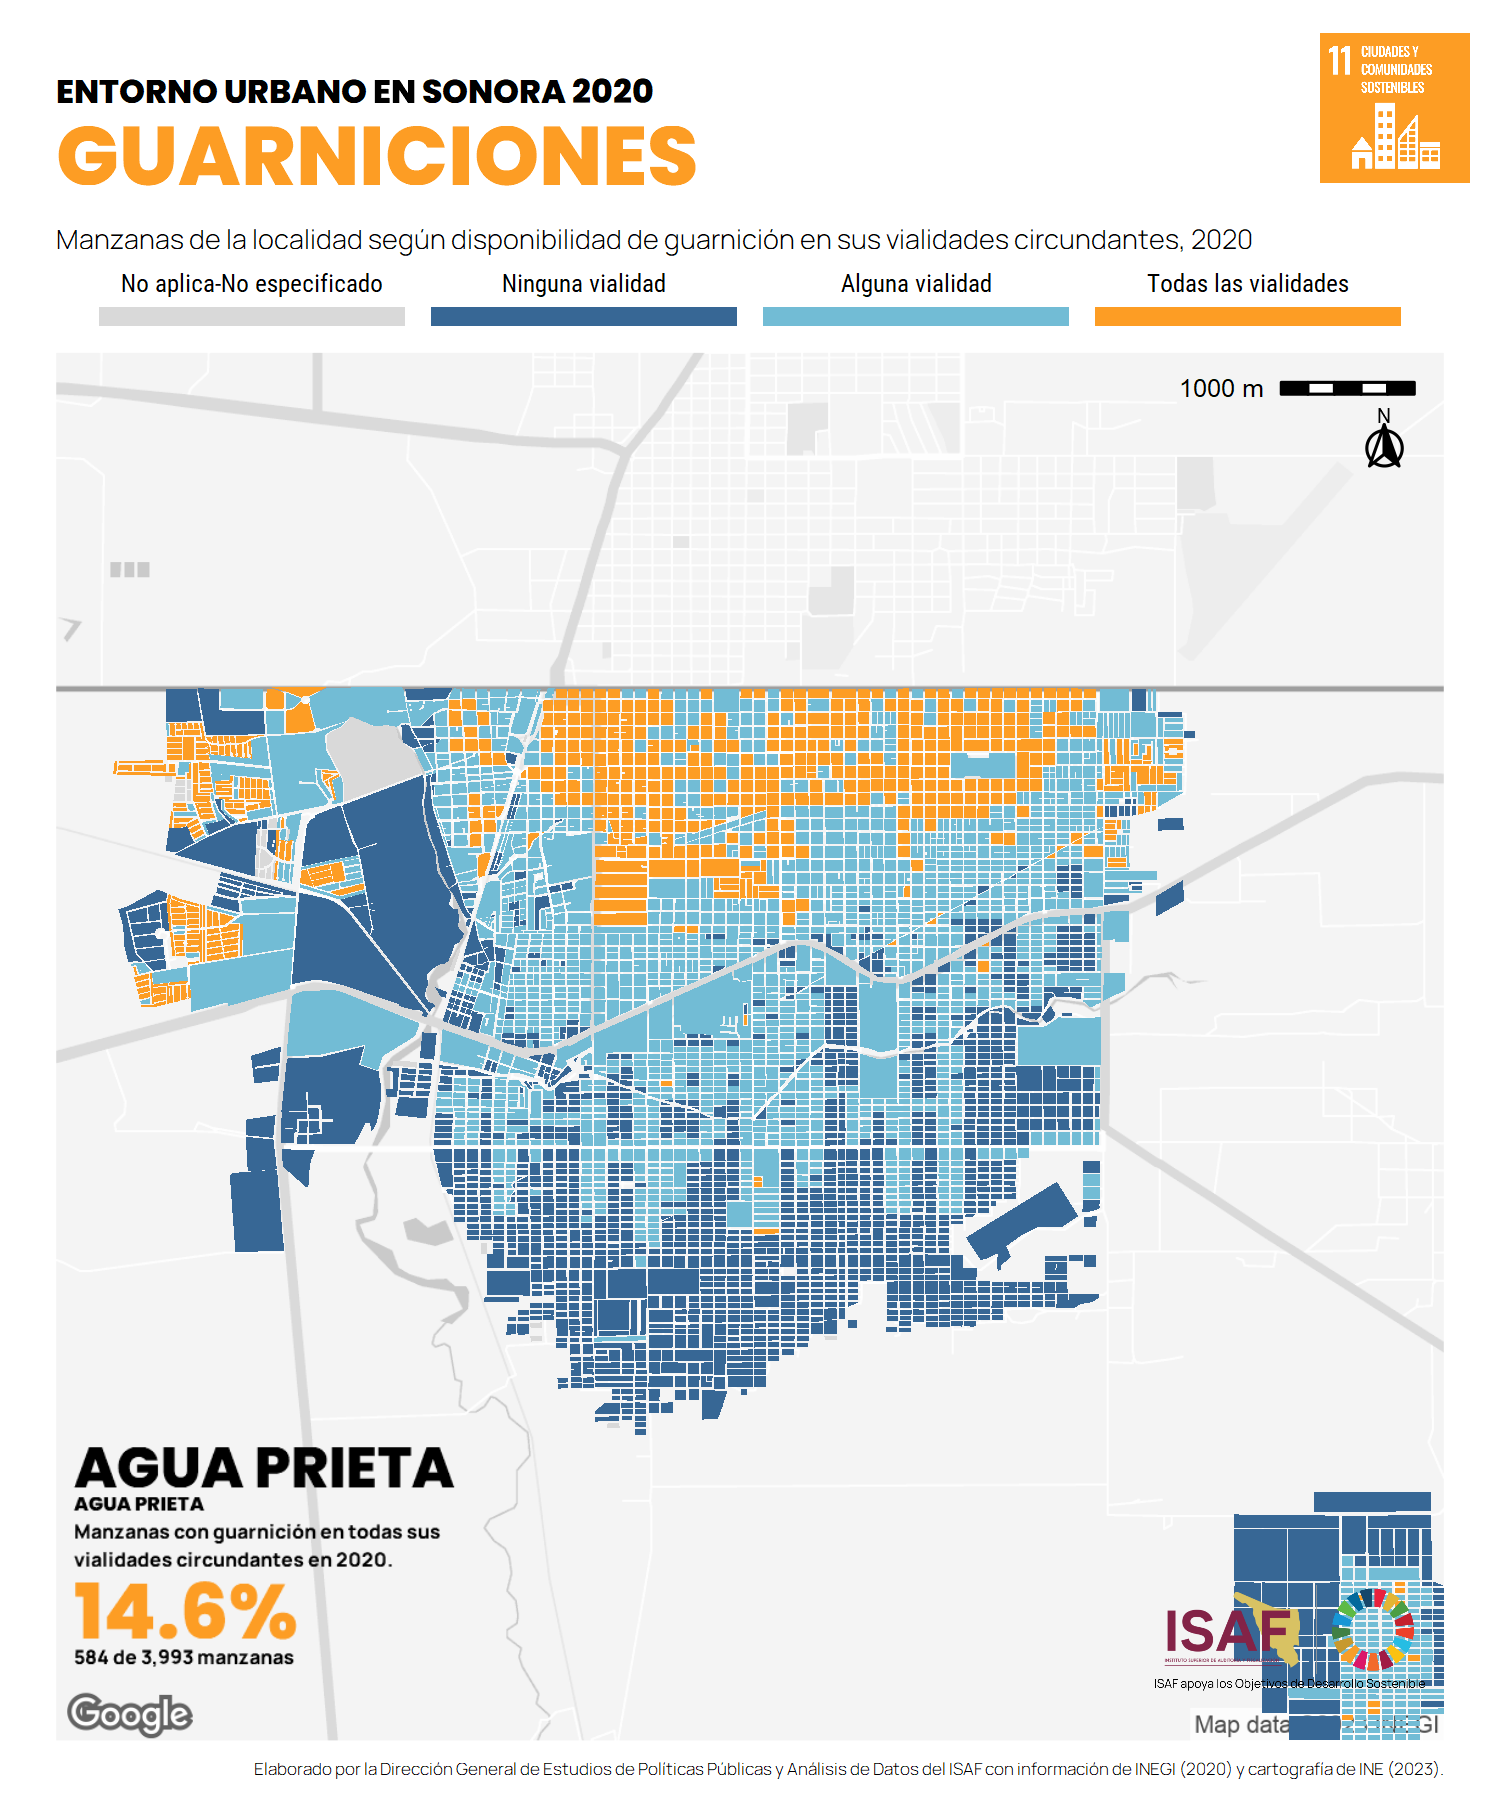 ENTORNO URBANO EN SONORA 2020
GUARNICIONES
11 CIUDADES Y
COMUNIDADES
SOSTENIBLES
Manzanas de la localidad según disponibilidad de guarnición en sus vialidades circundantes, 2020
No aplica-No especificado
Ninguna vialidad
Alguna vialidad
Todas las vialidades
1000 m
N
AGUA PRIETA
AGUA PRIETA
Manzanas con guarnición en todas sus
vialidades circundantes en 2020.
14.6%
584 de 3,993 manzanas
Google
ISAF
INSTITUTO SUPERIOR DE AUDITORÍA
ISAF apoya los Objetivos de Desarrollo Sostenible
Map data
Elaborado por la Dirección General de Estudios de Políticas Públicas y Análisis de Datos del ISAF con información de INEGI (2020) y cartografía de INE (2023).